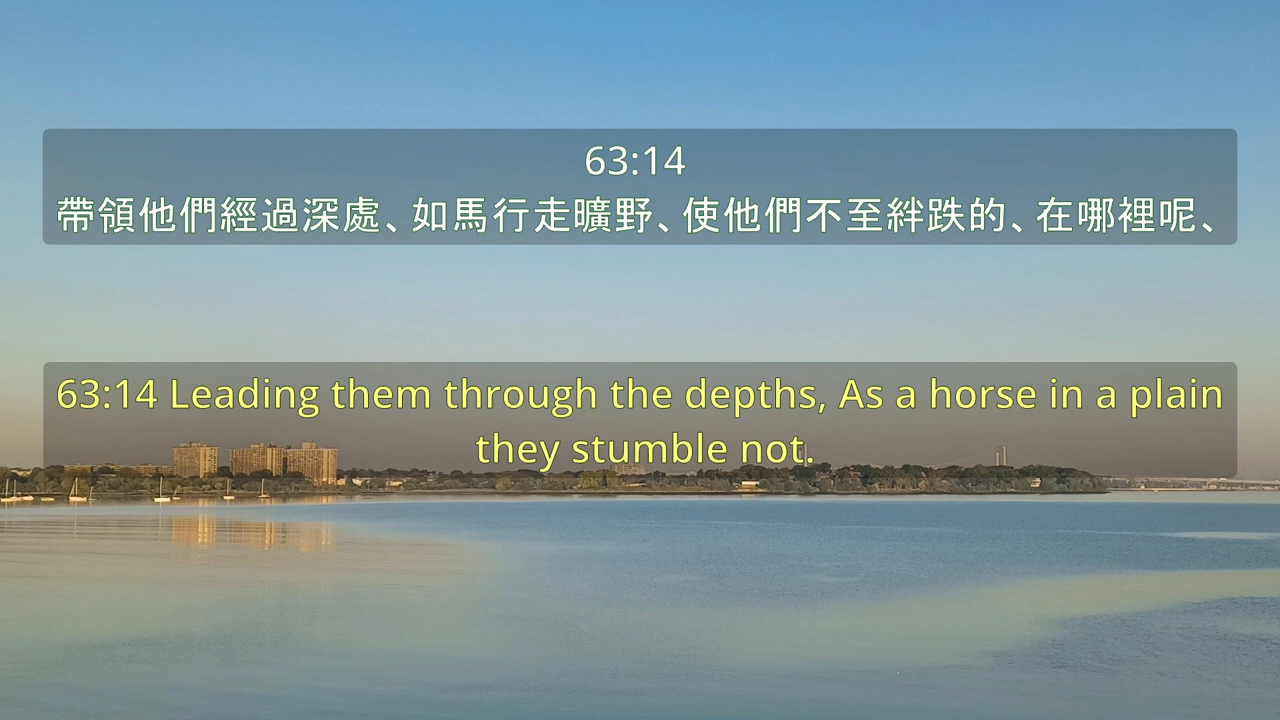 63:14
帶領他們經過深處、如馬行走曠野、使他們不至絆跌的、在哪裡呢、
63:14 Leading them through the depths, As a horse in a plain
they stumble not.